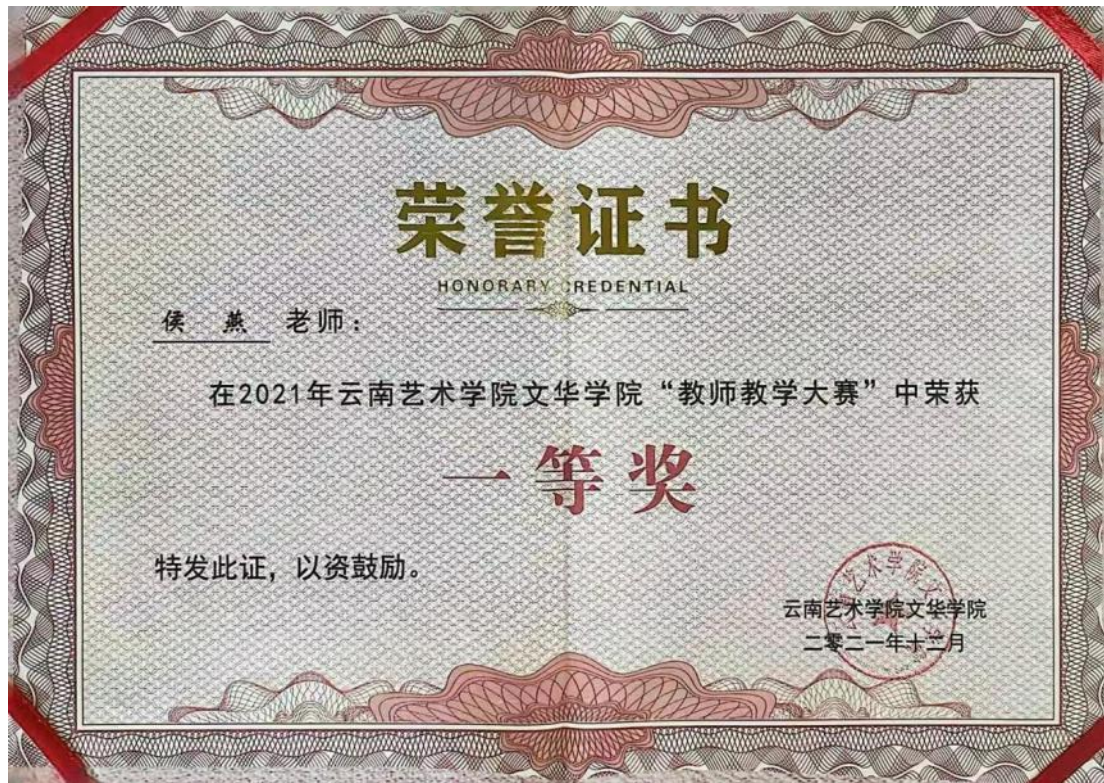 荣誉证书
HONORARY CREDENTIAL
侯 燕 老师：
在2021年云南艺术学院文华学院“教师教学大赛”中荣获
一等奖
特发此证，以资鼓励。
云南艺术学院文华学院
二零二一年十二月